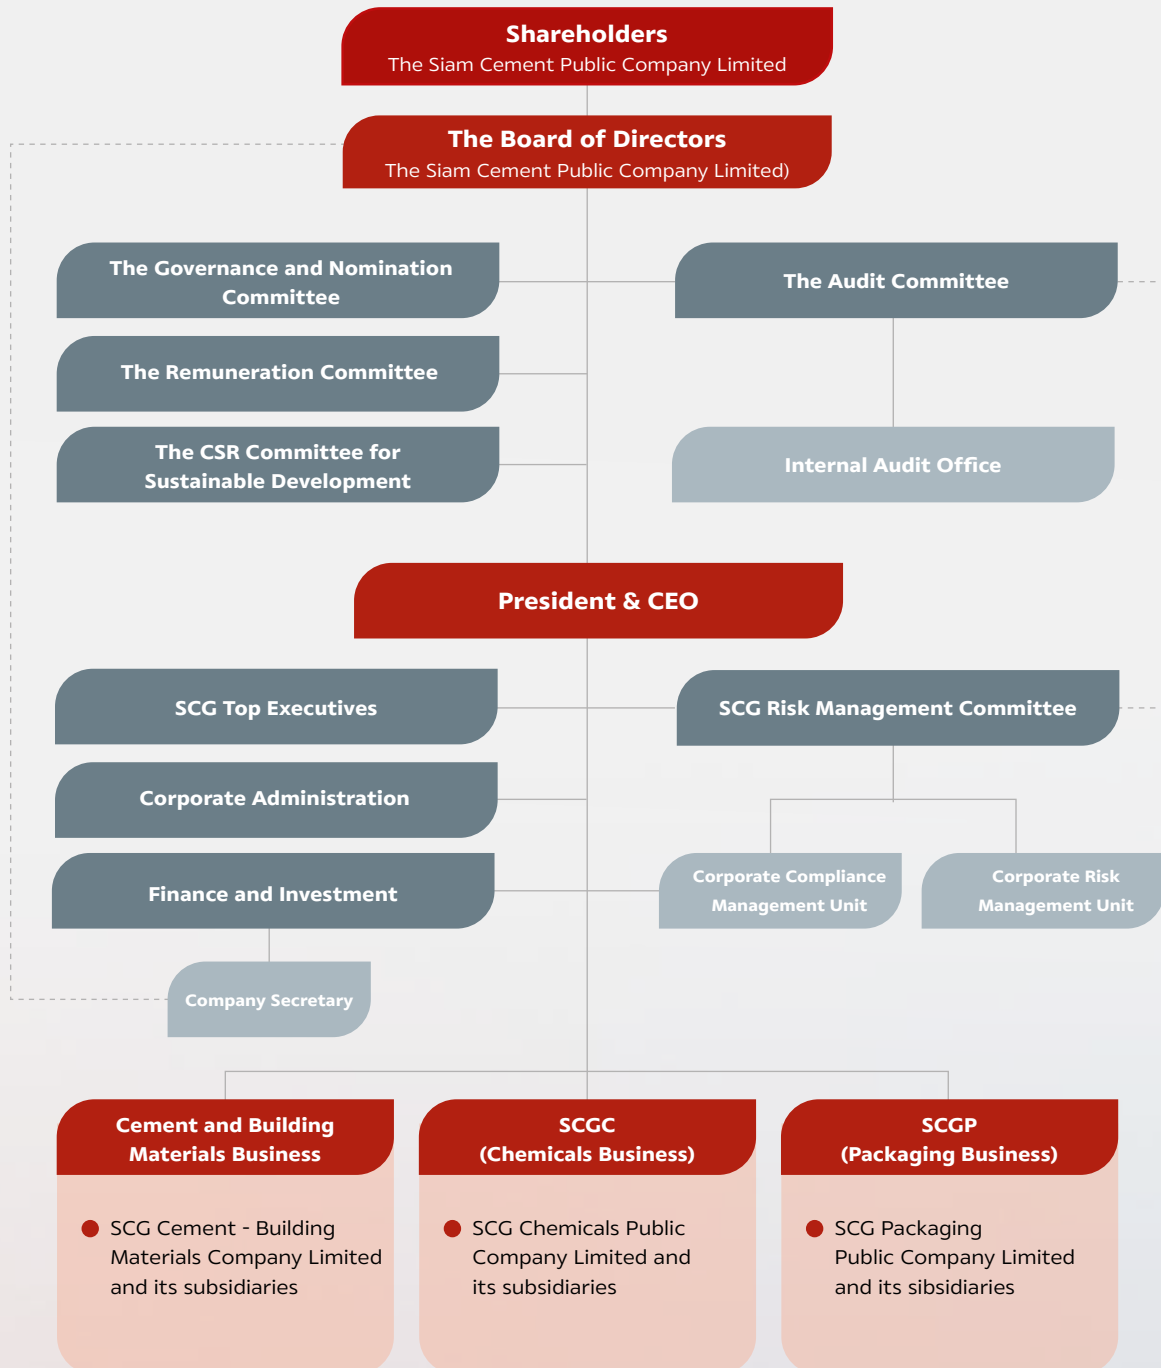 Shareholders
The Siam Cement Public Company Limited
The Board of Directors
The Siam Cement Public Company Limited)
The Governance and Nomination
Committee
The Audit Committee
The Remuneration Committee
The CSR Committee for
Sustainable Development
Internal Audit Office
President & CEO
SCG Top Executives
SCG Risk Management Committee
Corporate Administration
Finance and Investment
Corporate Compliance
Management Unit
Corporate Risk
Management Unit
Company Secretary
Cement and Building
Materials Business
SCG Cement - Building
Materials Company Limited
and its subsidiaries
SCGC
(Chemicals Business)
SCG Chemicals Public
Company Limited and
its subsidiaries
SCGP
(Packaging Business)
SCG Packaging
Public Company Limited
and its sibsidiaries